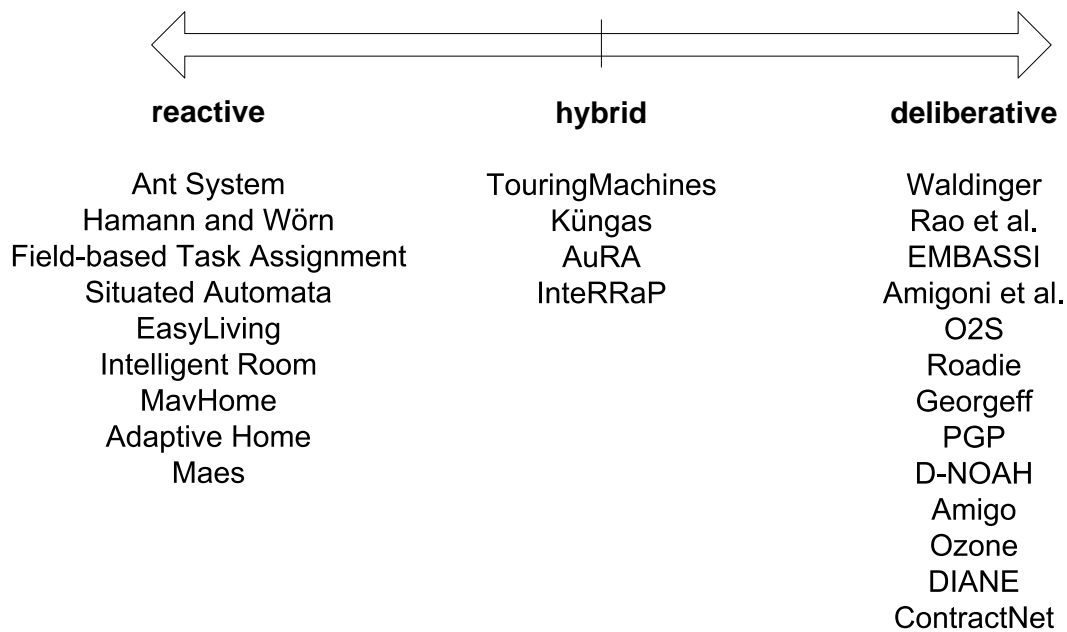 reactive
Ant System
Hamann and Wörn
Field-based Task Assignment
Situated Automata
EasyLiving
Intelligent Room
MavHome
Adaptive Home
Maes
hybrid
TouringMachines
Küngas
AuRA
InteRRaP
deliberative
Waldinger
Rao et al.
EMBASSI
Amigoni et al.
O2S
Roadie
Georgeff
PGP
D-NOAH
Amigo
Ozone
DIANE
ContractNet